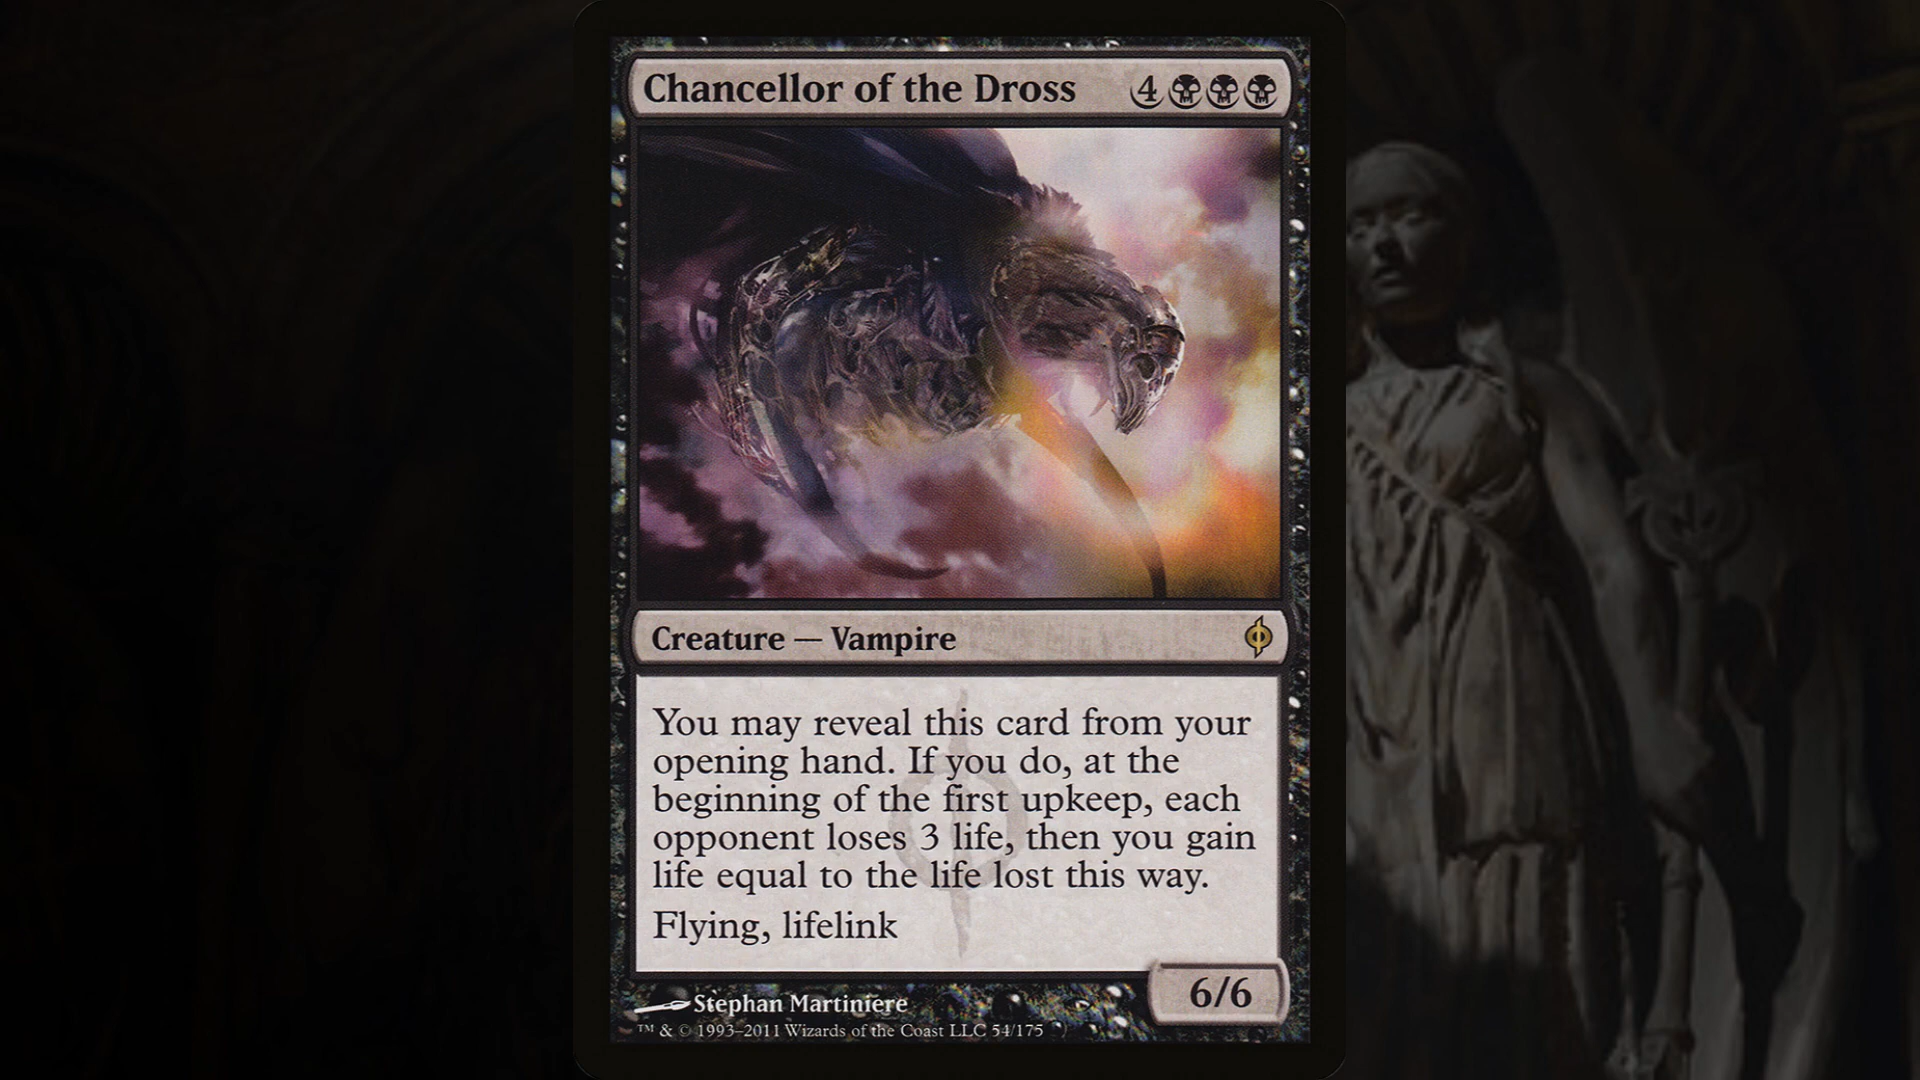 Chancellor of the Dross 4
Creature — Vampire
You may reveal this card from your
opening hand. If you do, at the
beginning of the first upkeep, each
opponent loses 3 life, then you gain
life equal to the life lost this way.
Flying, lifelink
6/6
Stephan Martiniere
™ & © 1993–2011 Wizards of the Coast LLC 54/175